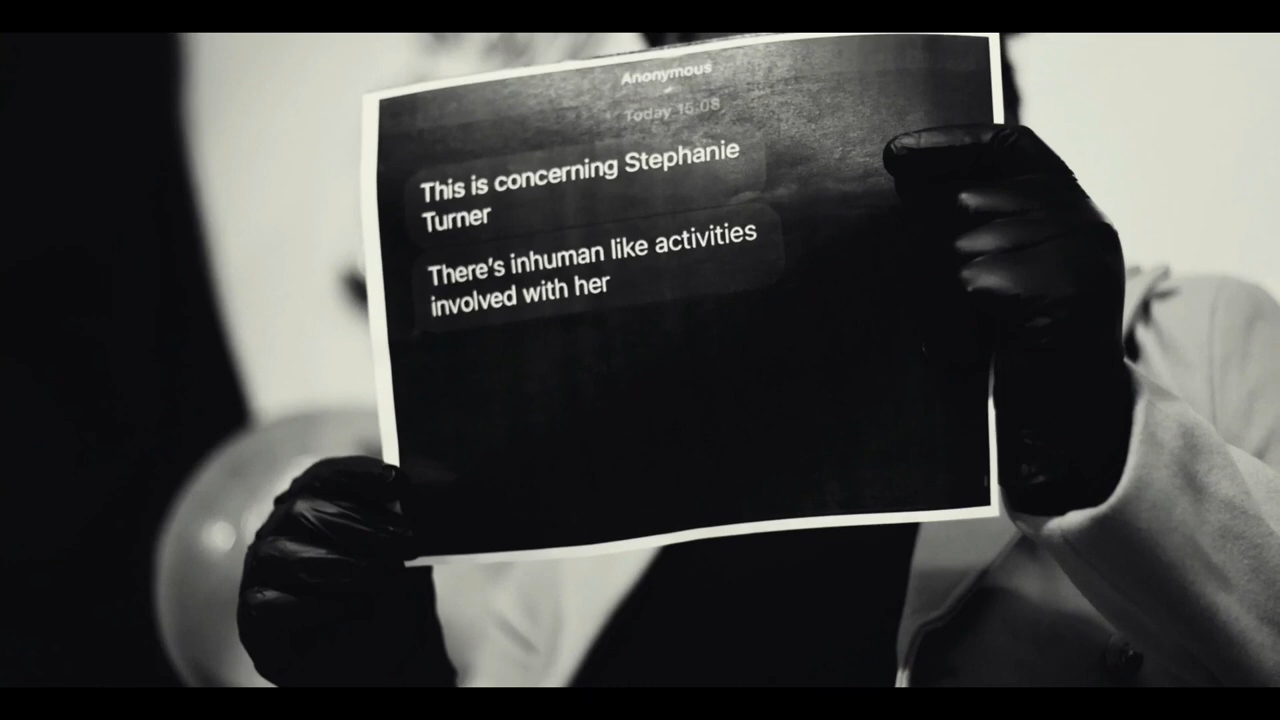 Anonymous
Today 15:08
This is concerning Stephanie
Turner
There's inhuman like activities
involved with her